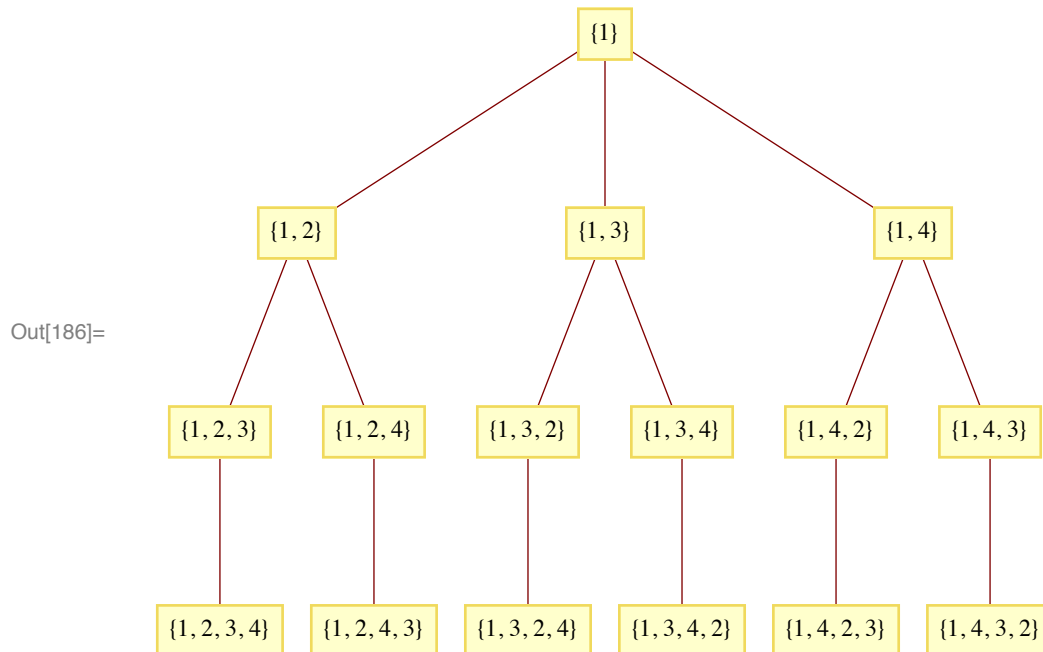 {1}
{1, 2} {1, 3} {1, 4}
Out[186]=
{1, 2, 3} {1, 2, 4} {1, 3, 2} {1, 3, 4} {1, 4, 2} {1, 4, 3}
{1, 2, 3, 4} {1, 2, 4, 3} {1, 3, 2, 4} {1, 3, 4, 2} {1, 4, 2, 3} {1, 4, 3, 2}